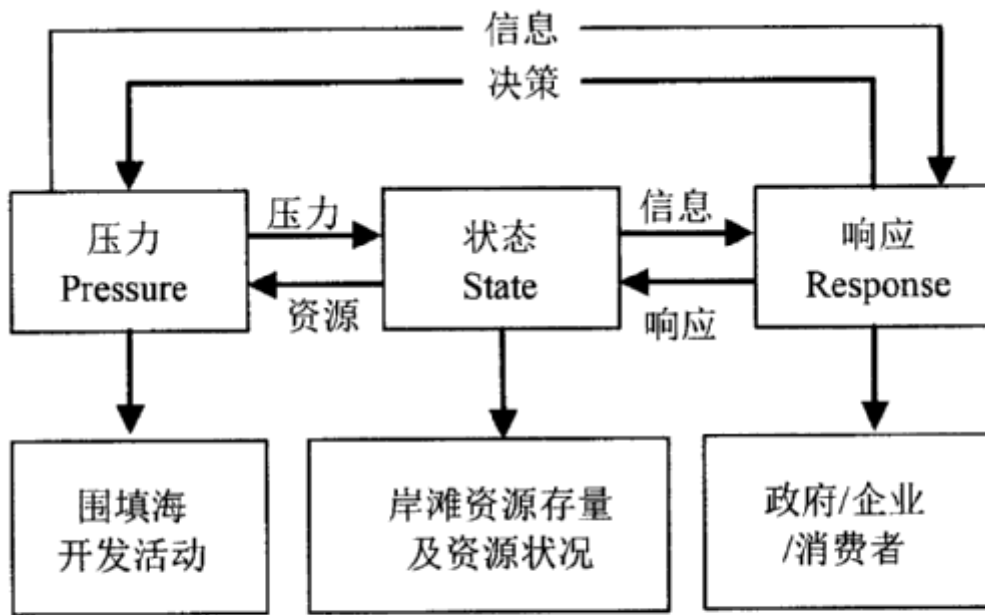 信息
决策
压力
Pressure
压力
资源
状态
State
信息
响应
响应
Response
围填海
开发活动
岸滩资源存量
及资源状况
政府/企业
/消费者